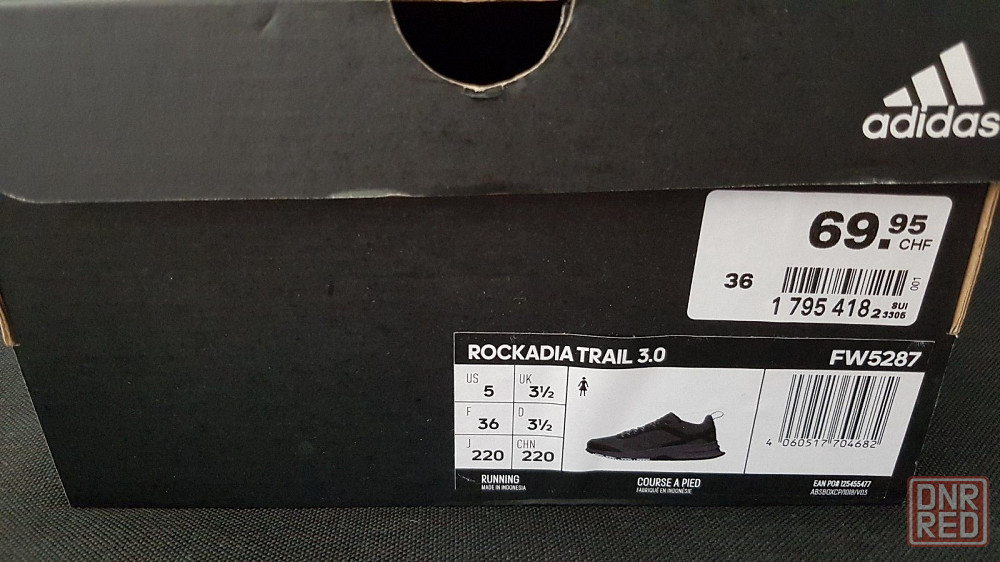 adidas
69.95
CHF
36
001
1 795 418 2 SUI 3305
ROCKADIA TRAIL 3.0 FW5287
US 5 UK 3½
F 36 D 3½
J 220 CHN 220
4 060517 704682
RUNNING COURSE A PIED EAN PO# 125455477
MADE IN INDONESIA FABRIQUÉ EN INDONÉSIE
DNR
RED